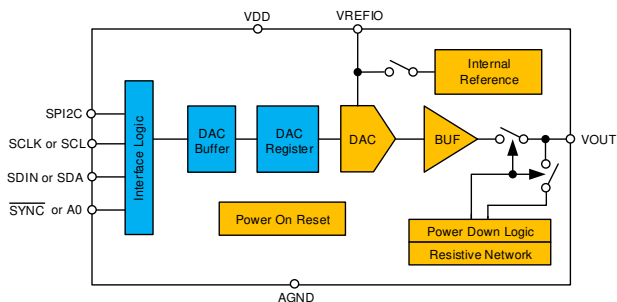 VDD
VREFIO
Internal
Reference
SPI2C
SCLK or SCL
SDIN or SDA
SYNC or A0
Interface Logic
DAC
Buffer
DAC
Register
DAC
BUF
VOUT
Power On Reset
Power Down Logic
Resistive Network
AGND